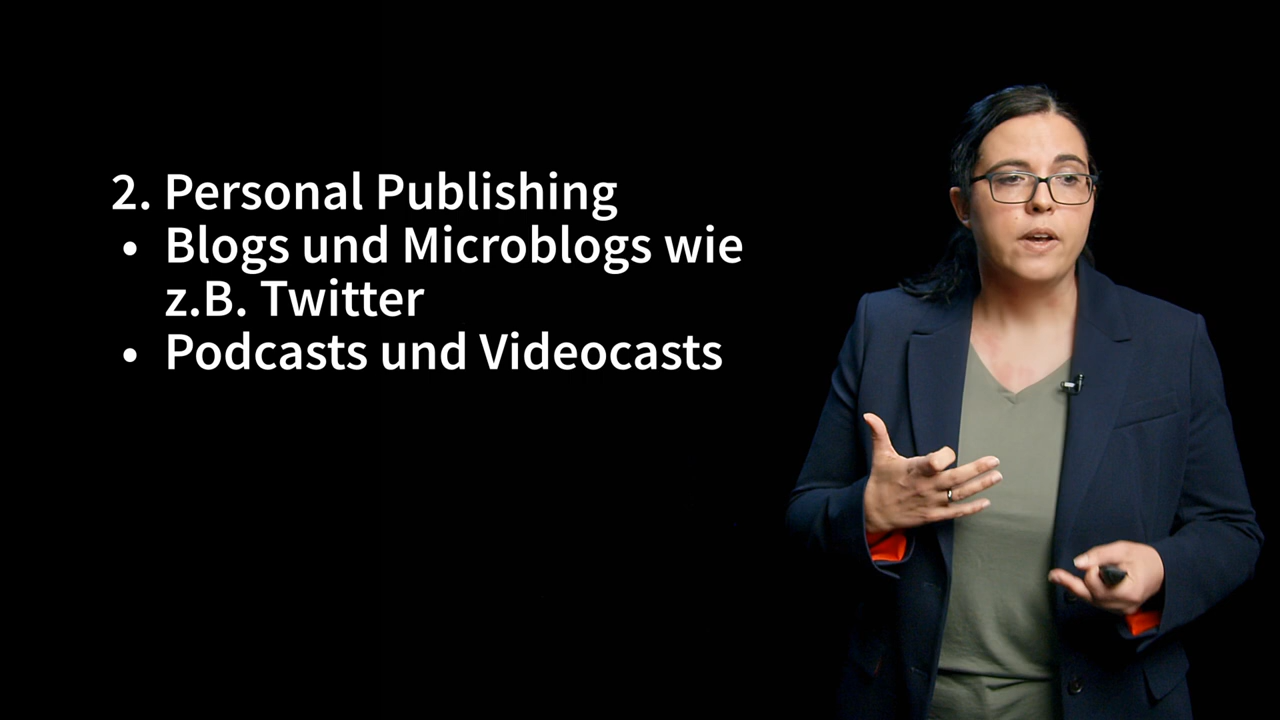 2. Personal Publishing
• Blogs und Microblogs wie
z.B. Twitter
• Podcasts und Videocasts